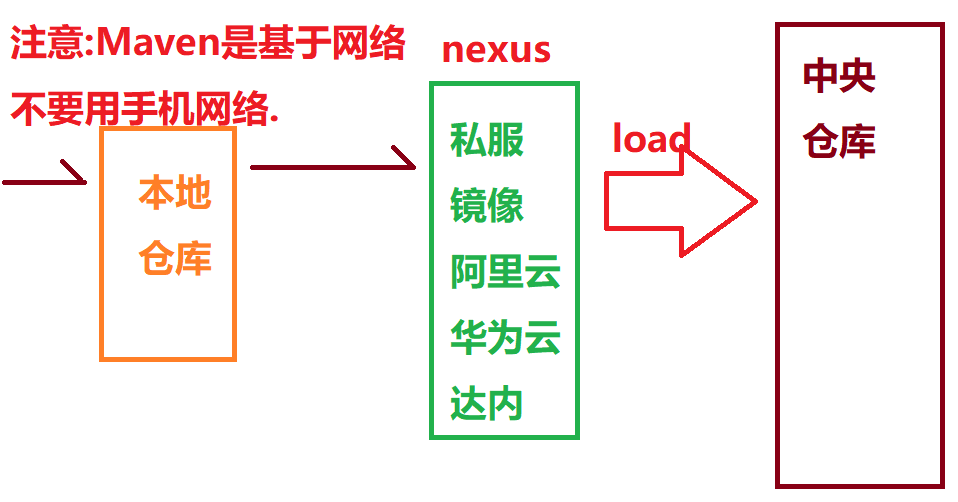 注意:Maven是基于网络
不要用手机网络.
本地
仓库
nexus
私服
镜像
阿里云
华为云
达内
load
中央
仓库